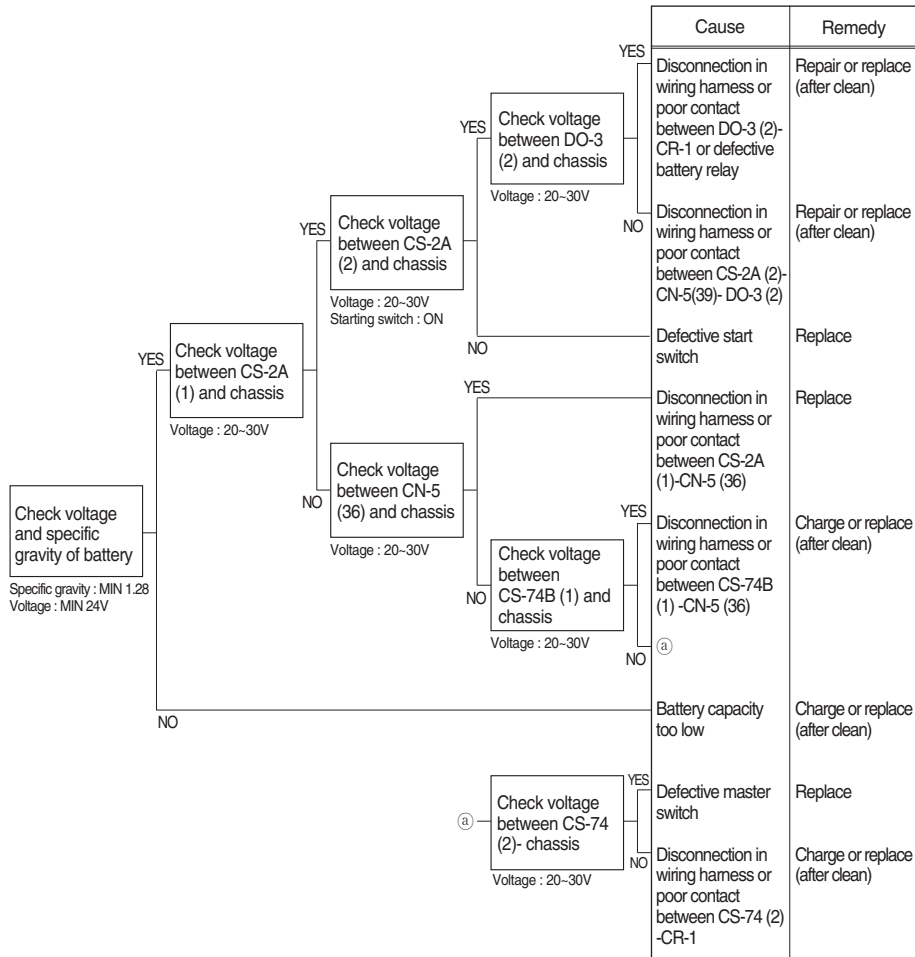 Cause
Remedy
YES
Disconnection in
wiring harness or
poor contact
between DO-3 (2)-
CR-1 or defective
battery relay
Repair or replace
(after clean)
YES
Check voltage
between DO-3
(2) and chassis
Voltage : 20~30V
NO
Disconnection in
wiring harness or
poor contact
between CS-2A (2)-
CN-5(39)- DO-3 (2)
Repair or replace
(after clean)
YES
Check voltage
between CS-2A
(2) and chassis
Voltage : 20~30V
Starting switch : ON
NO
Defective start
switch
Replace
YES
Check voltage
between CS-2A
(1) and chassis
Voltage : 20~30V
YES
Disconnection in
wiring harness or
poor contact
between CS-2A
(1)-CN-5 (36)
Replace
NO
Check voltage
between CN-5
(36) and chassis
Voltage : 20~30V
Check voltage
and specific
gravity of battery
Specific gravity : MIN 1.28
Voltage : MIN 24V
YES
Disconnection in
wiring harness or
poor contact
between CS-74B
(1) -CN-5 (36)
Charge or replace
(after clean)
NO
Check voltage
between
CS-74B (1) and
chassis
Voltage : 20~30V
NO
ⓐ
NO
Battery capacity
too low
Charge or replace
(after clean)
ⓐ
Check voltage
between CS-74
(2)- chassis
Voltage : 20~30V
YES
Defective master
switch
Replace
NO
Disconnection in
wiring harness or
poor contact
between CS-74 (2)
-CR-1
Charge or replace
(after clean)